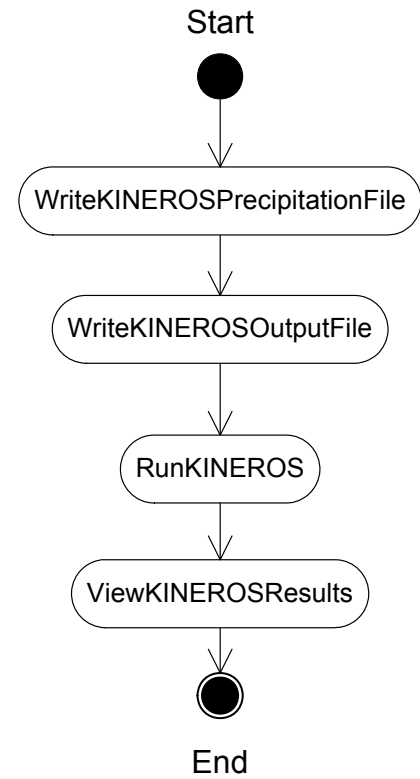 Start
WriteKINEROSPrecipitationFile
WriteKINEROSOutputFile
RunKINEROS
ViewKINEROSResults
End